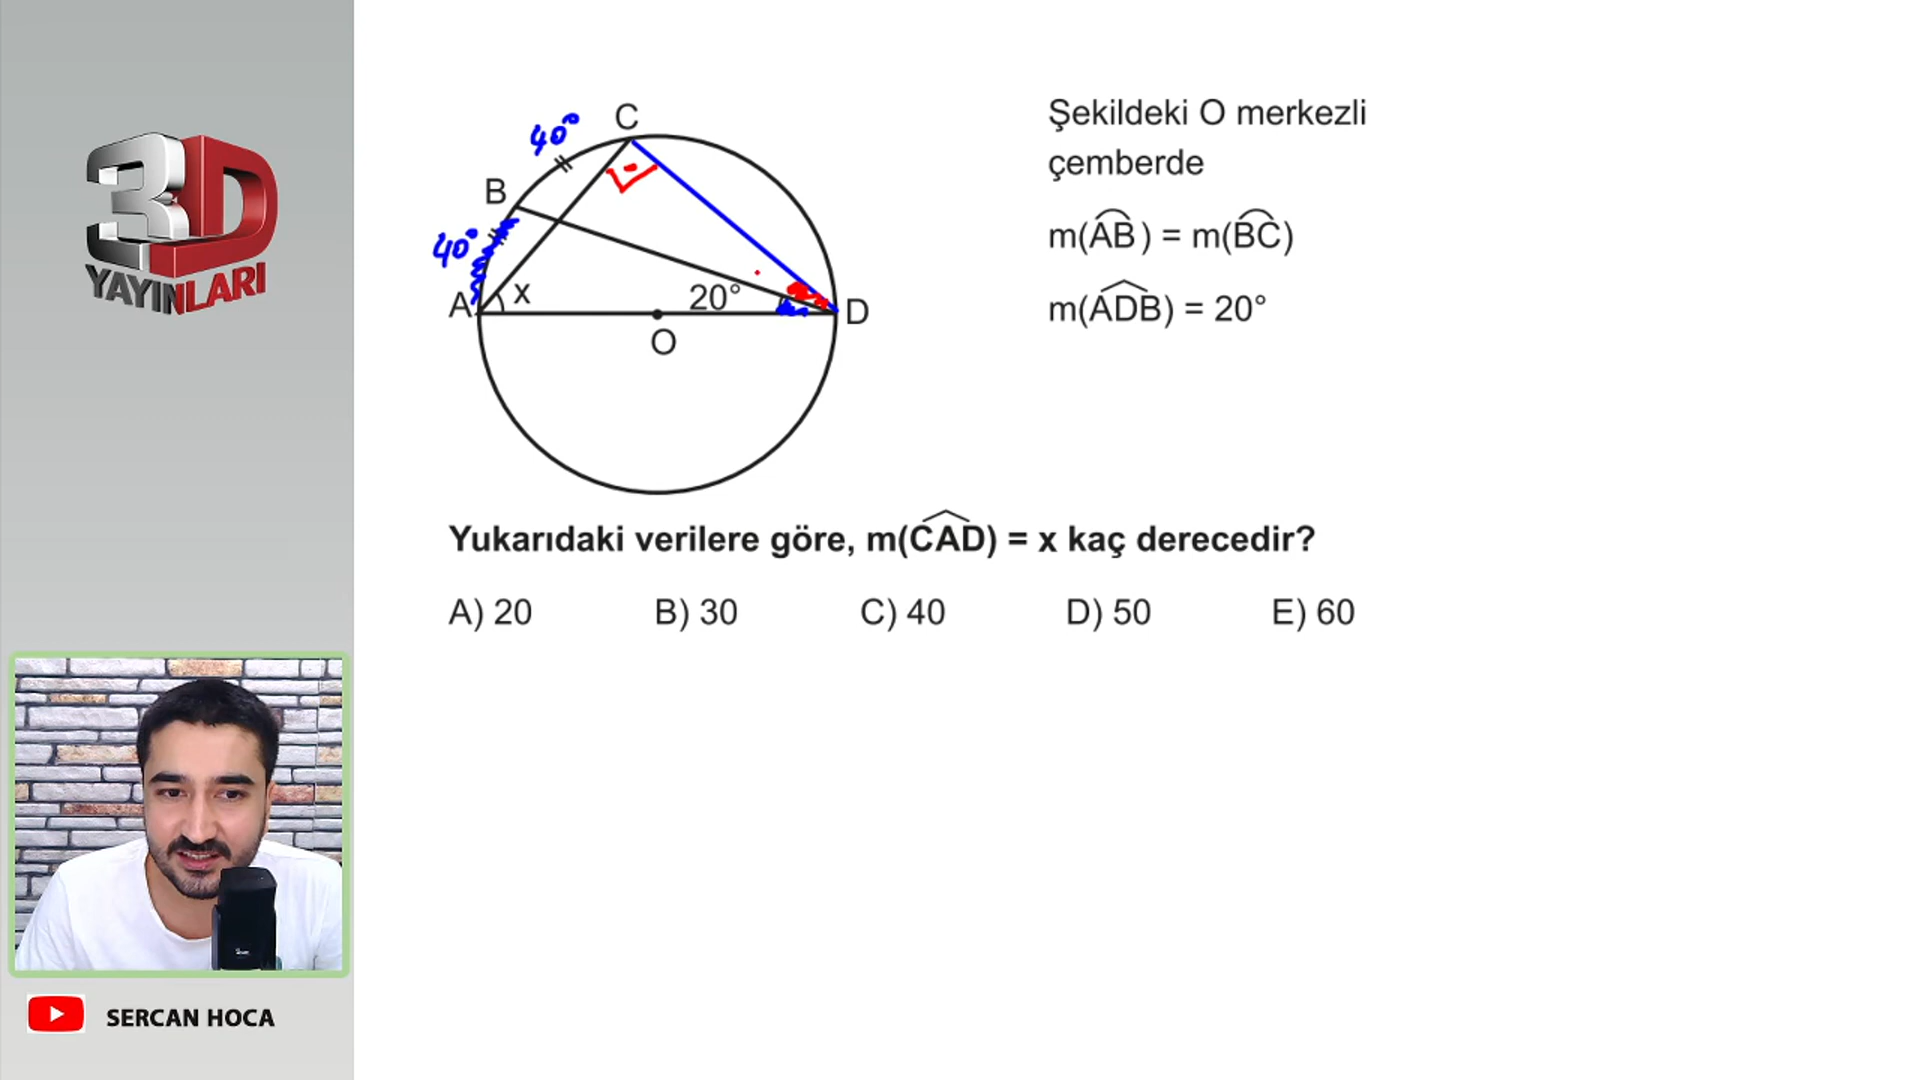 3D
YAYINLARI
C
40°
B
40°
A
x
20°
D
O
Şekildeki O merkezli
çemberde
m(AB) = m(BC)
m(ADB) = 20°
Yukarıdaki verilere göre, m(CAD) = x kaç derecedir?
A) 20 B) 30 C) 40 D) 50 E) 60
SERCAN HOCA